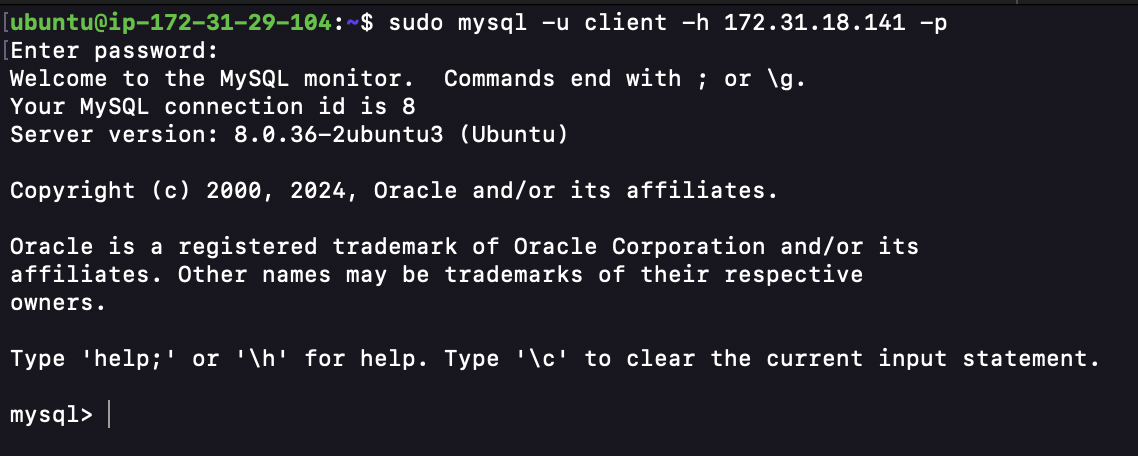 [ubuntu@ip-172-31-29-104:~$ sudo mysql -u client -h 172.31.18.141 -p
[Enter password:
Welcome to the MySQL monitor.  Commands end with ; or \g.
Your MySQL connection id is 8
Server version: 8.0.36-2ubuntu3 (Ubuntu)
Copyright (c) 2000, 2024, Oracle and/or its affiliates.
Oracle is a registered trademark of Oracle Corporation and/or its
affiliates. Other names may be trademarks of their respective
owners.
Type 'help;' or '\h' for help. Type '\c' to clear the current input statement.
mysql>